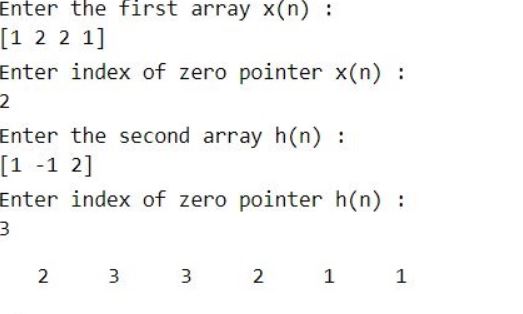 Enter the first array x(n) :
[1 2 2 1]
Enter index of zero pointer x(n) :
2
Enter the second array h(n) :
[1 -1 2]
Enter index of zero pointer h(n) :
3
2 3 3 2 1 1